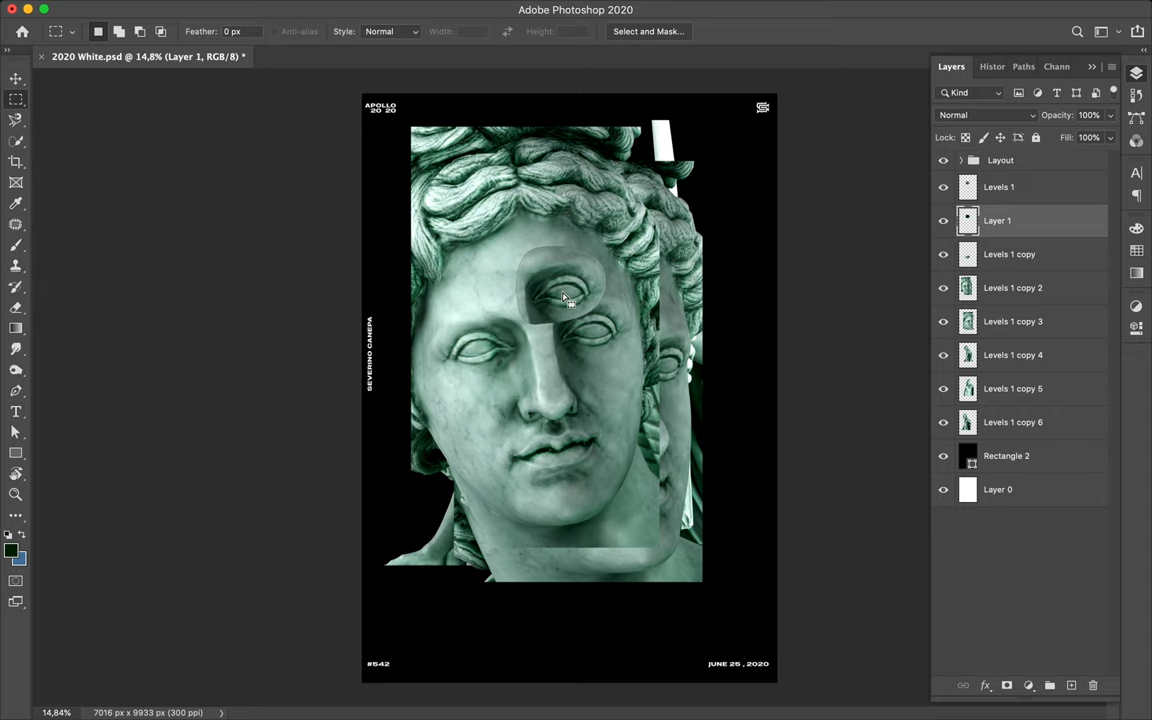 Adobe Photoshop 2020
Feather: 0 px
Anti-alias
Style: Normal
Width:
Height:
Select and Mask...
2020 White.psd @ 14,8% (Layer 1, RGB/8) *
APOLLO
20 20
SEVERINO CANEPA
#542
JUNE 25 , 2020
Layers
Histor
Paths
Chann
Kind
Normal
Opacity: 100%
Lock:
Fill: 100%
Layout
Levels 1
Layer 1
Levels 1 copy
Levels 1 copy 2
Levels 1 copy 3
Levels 1 copy 4
Levels 1 copy 5
Levels 1 copy 6
Rectangle 2
Layer 0
14,84%
7016 px x 9933 px (300 ppi)